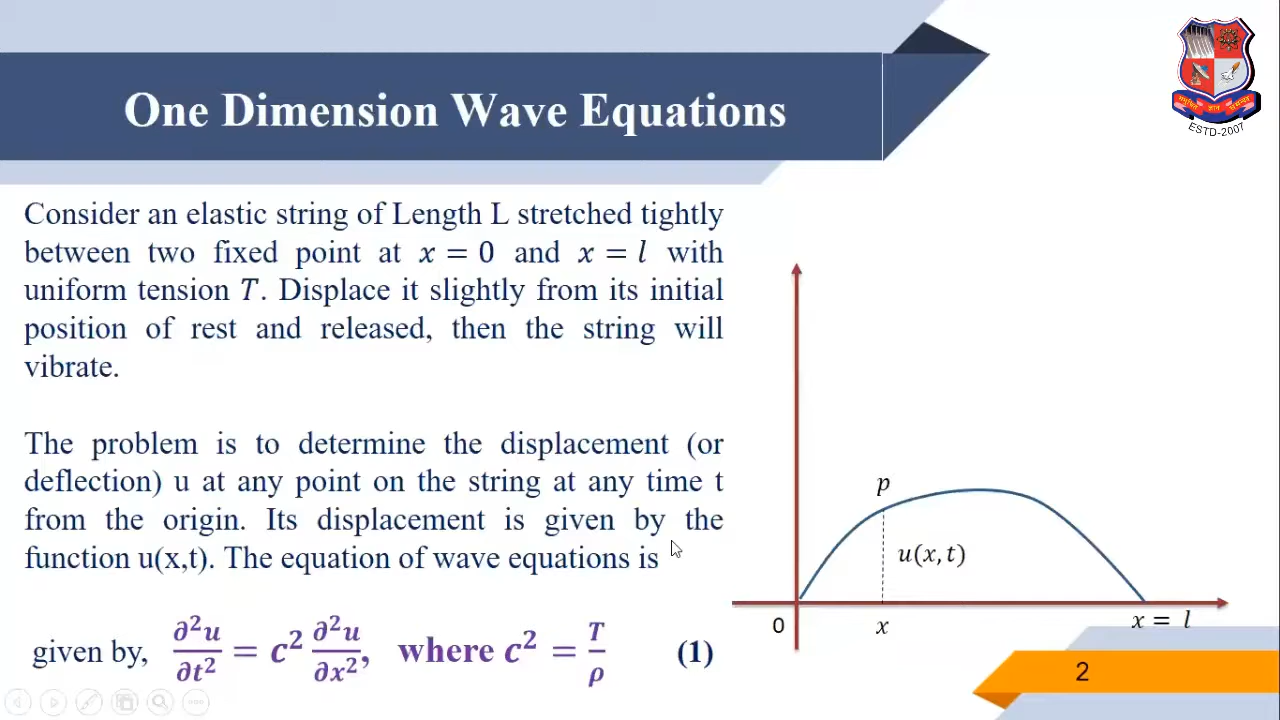 One Dimension Wave Equations
ESTD-2007
Consider an elastic string of Length L stretched tightly
between two fixed point at x = 0 and x = l with
uniform tension T. Displace it slightly from its initial
position of rest and released, then the string will
vibrate.
The problem is to determine the displacement (or
deflection) u at any point on the string at any time t
from the origin. Its displacement is given by the
function u(x,t). The equation of wave equations is
given by, ∂²u/∂t² = c² ∂²u/∂x², where c² = T/ρ (1)
p
u(x, t)
0
x
x = l
2